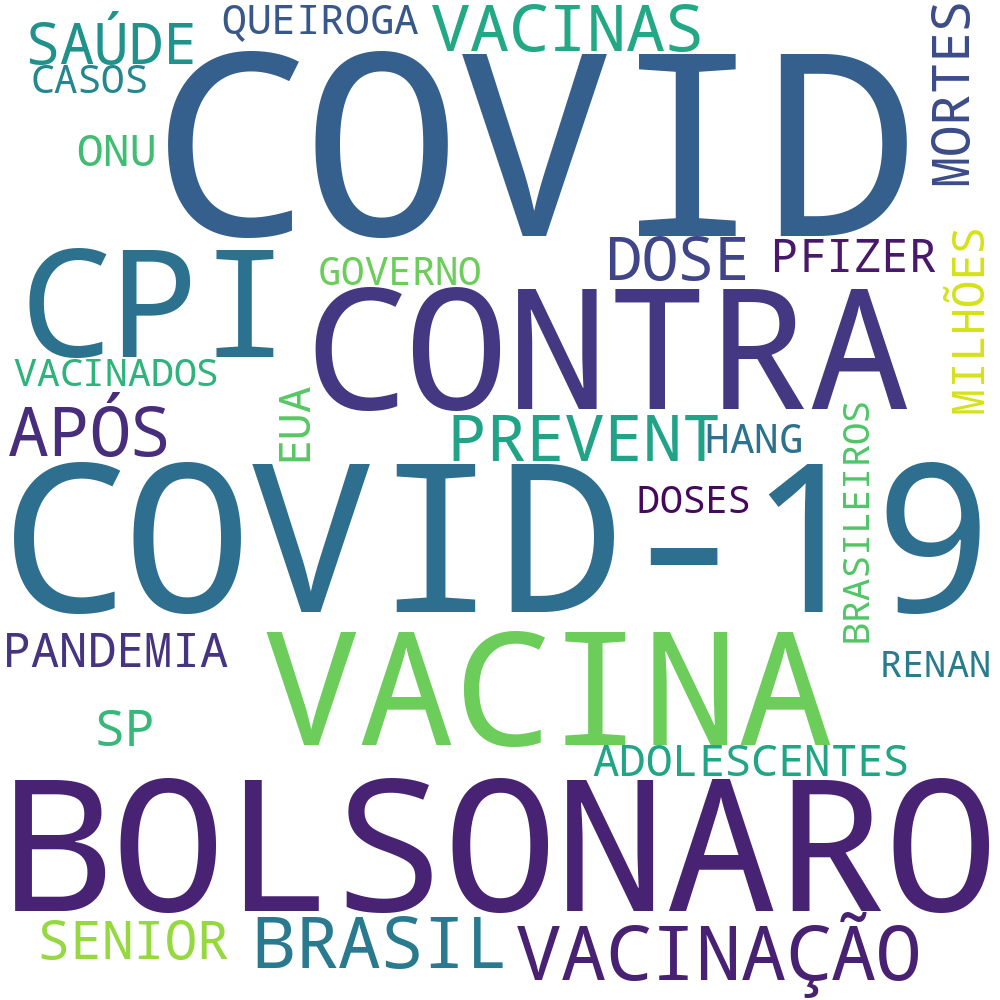 QUEIROGA
VACINAS
SAÚDE
CASOS
MORTES
COVID
ONU
CPI
GOVERNO
DOSE
PFIZER
MILHÕES
CONTRA
VACINADOS
APÓS
EUA
PREVENT
HANG
BRASILEIROS
COVID-19
DOSES
PANDEMIA
VACINA
RENAN
SP
ADOLESCENTES
BOLSONARO
SENIOR
BRASIL
VACINAÇÃO